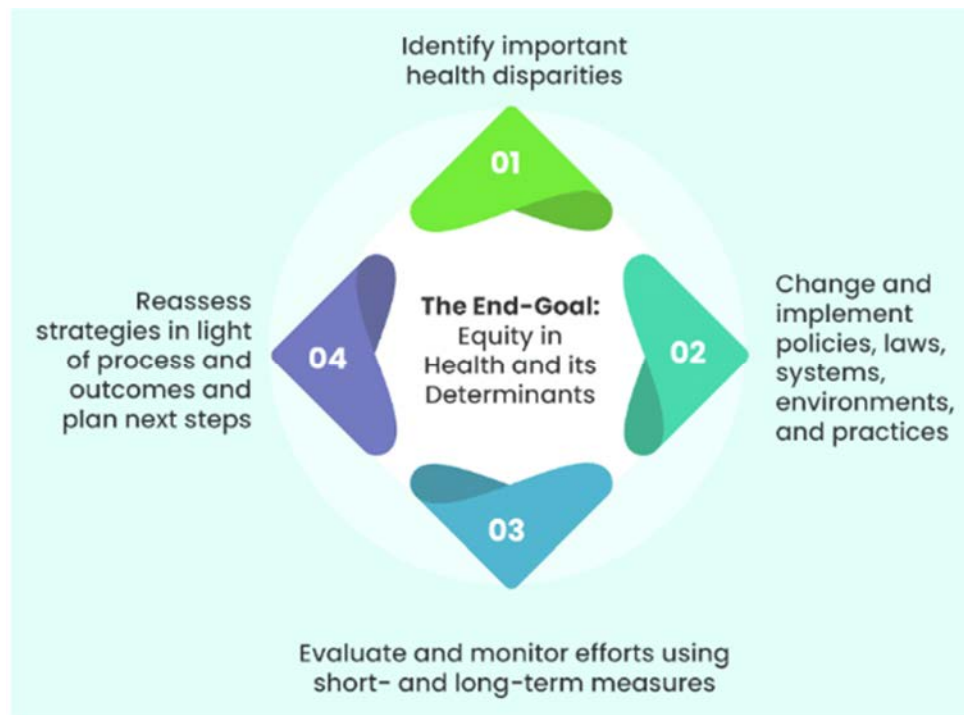 Identify important
health disparities
01
Change and
implement
policies, laws,
systems,
environments,
and practices
02
03
Evaluate and monitor efforts using
short- and long-term measures
04
Reassess
strategies in light
of process and
outcomes and
plan next steps
The End-Goal:
Equity in
Health and its
Determinants